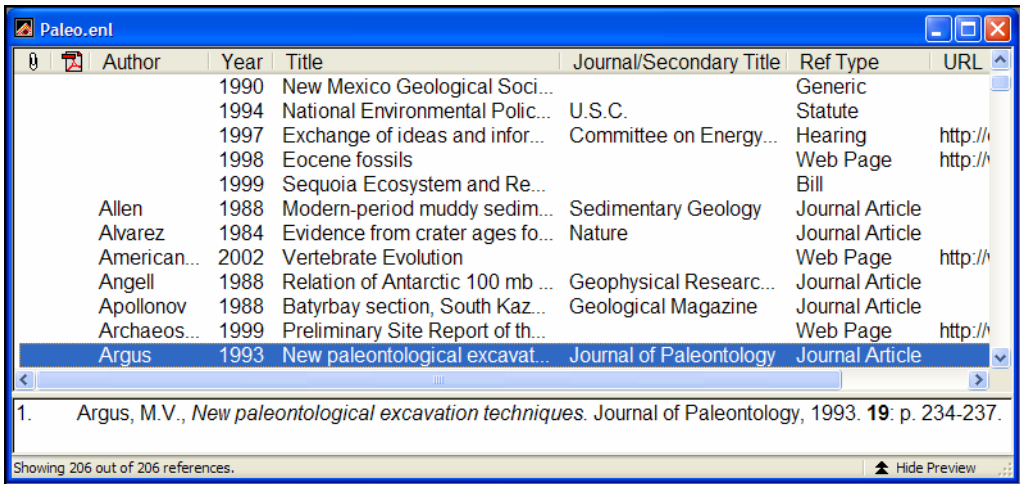 Paleo.enl
Author Year Title Journal/Secondary Title Ref Type URL
1990 New Mexico Geological Soci... Generic
1994 National Environmental Polic... U.S.C. Statute
1997 Exchange of ideas and infor... Committee on Energy... Hearing http://
1998 Eocene fossils Web Page http://
1999 Sequoia Ecosystem and Re... Bill
Allen 1988 Modern-period muddy sedim... Sedimentary Geology Journal Article
Alvarez 1984 Evidence from crater ages fo... Nature Journal Article
American... 2002 Vertebrate Evolution Web Page http://
Angell 1988 Relation of Antarctic 100 mb ... Geophysical Researc... Journal Article
Apollonov 1988 Batyrbay section, South Kaz... Geological Magazine Journal Article
Archaeos... 1999 Preliminary Site Report of th... Web Page http://
Argus 1993 New paleontological excavat... Journal of Paleontology Journal Article
1. Argus, M.V., New paleontological excavation techniques. Journal of Paleontology, 1993. 19: p. 234-237.
Showing 206 out of 206 references. Hide Preview